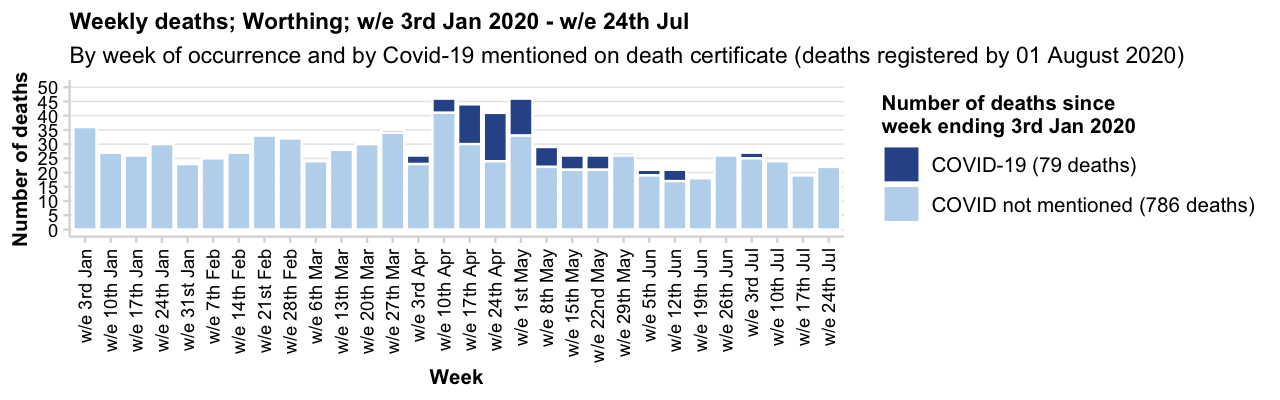 Weekly deaths; Worthing; w/e 3rd Jan 2020 - w/e 24th Jul
By week of occurrence and by Covid-19 mentioned on death certificate (deaths registered by 01 August 2020)
Number of deaths
50
45
40
35
30
25
20
15
10
5
0
w/e 3rd Jan
w/e 10th Jan
w/e 17th Jan
w/e 24th Jan
w/e 31st Jan
w/e 7th Feb
w/e 14th Feb
w/e 21st Feb
w/e 28th Feb
w/e 6th Mar
w/e 13th Mar
w/e 20th Mar
w/e 27th Mar
w/e 3rd Apr
w/e 10th Apr
w/e 17th Apr
w/e 24th Apr
w/e 1st May
w/e 8th May
w/e 15th May
w/e 22nd May
w/e 29th May
w/e 5th Jun
w/e 12th Jun
w/e 19th Jun
w/e 26th Jun
w/e 3rd Jul
w/e 10th Jul
w/e 17th Jul
w/e 24th Jul
Week
Number of deaths since
week ending 3rd Jan 2020
COVID-19 (79 deaths)
COVID not mentioned (786 deaths)